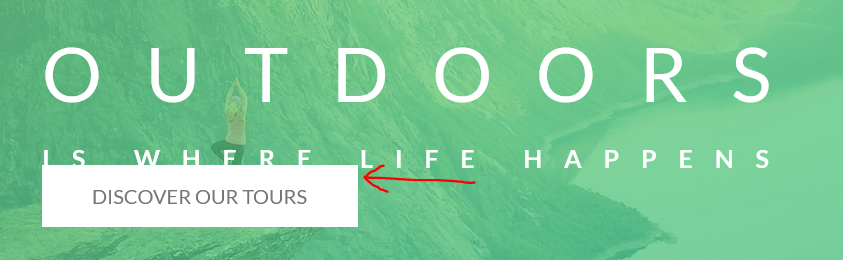 OUTDOORS
IS WHERE LIFE HAPPENS
DISCOVER OUR TOURS